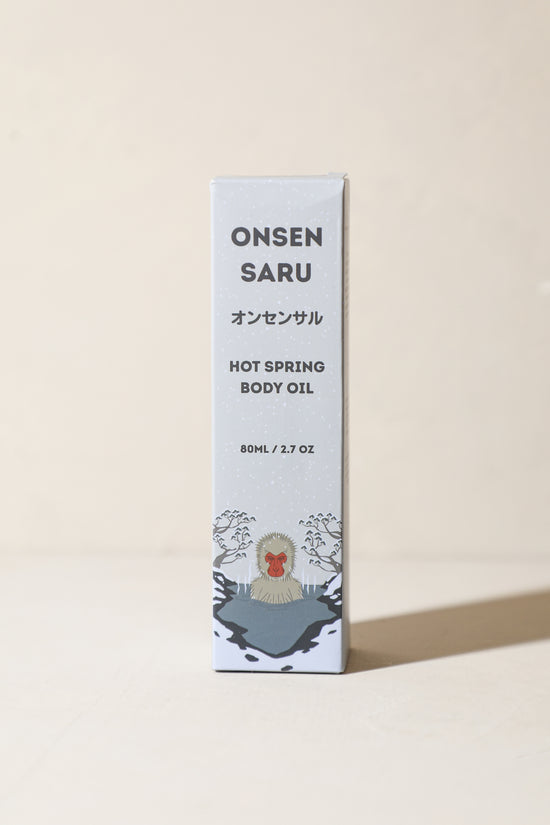 ONSEN
SARU
オンセンサル
HOT SPRING
BODY OIL
80ML / 2.7 OZ